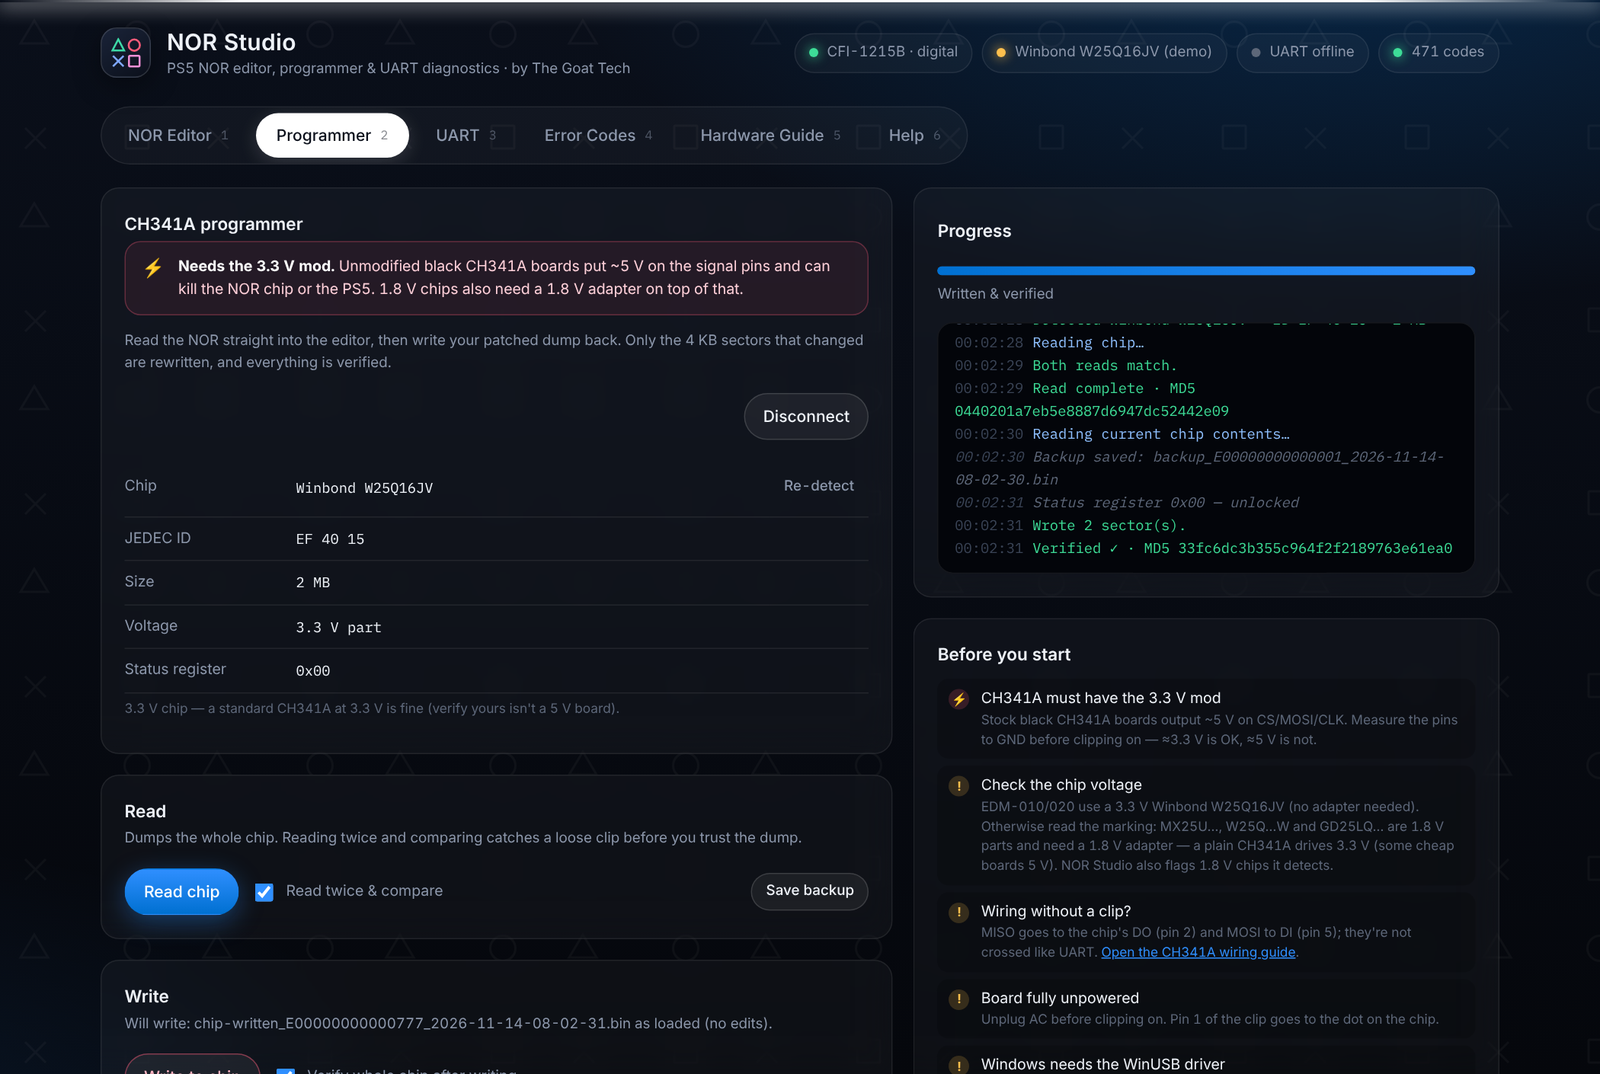 NOR Studio
PS5 NOR editor, programmer & UART diagnostics · by The Goat Tech
CFI-1215B · digital
Winbond W25Q16JV (demo)
UART offline
471 codes
NOR Editor 1
Programmer 2
UART 3
Error Codes 4
Hardware Guide 5
Help 6
CH341A programmer
Needs the 3.3 V mod. Unmodified black CH341A boards put ~5 V on the signal pins and can
kill the NOR chip or the PS5. 1.8 V chips also need a 1.8 V adapter on top of that.
Read the NOR straight into the editor, then write your patched dump back. Only the 4 KB sectors that changed
are rewritten, and everything is verified.
Disconnect
Chip Winbond W25Q16JV Re-detect
JEDEC ID EF 40 15
Size 2 MB
Voltage 3.3 V part
Status register 0x00
3.3 V chip — a standard CH341A at 3.3 V is fine (verify yours isn't a 5 V board).
Read
Dumps the whole chip. Reading twice and comparing catches a loose clip before you trust the dump.
Read chip
Read twice & compare
Save backup
Write
Will write: chip-written_E00000000000777_2026-11-14-08-02-31.bin as loaded (no edits).
Progress
Written & verified
00:02:28 Reading chip…
00:02:29 Both reads match.
00:02:29 Read complete · MD5
0440201a7eb5e8887d6947dc52442e09
00:02:30 Reading current chip contents…
00:02:30 Backup saved: backup_E00000000000001_2026-11-14-
08-02-30.bin
00:02:31 Status register 0x00 — unlocked
00:02:31 Wrote 2 sector(s).
00:02:31 Verified ✓ · MD5 33fc6dc3b355c964f2f2189763e61ea0
Before you start
CH341A must have the 3.3 V mod
Stock black CH341A boards output ~5 V on CS/MOSI/CLK. Measure the pins
to GND before clipping on — ≈3.3 V is OK, ≈5 V is not.
Check the chip voltage
EDM-010/020 use a 3.3 V Winbond W25Q16JV (no adapter needed).
Otherwise read the marking: MX25U…, W25Q…W and GD25LQ… are 1.8 V
parts and need a 1.8 V adapter — a plain CH341A drives 3.3 V (some cheap
boards 5 V). NOR Studio also flags 1.8 V chips it detects.
Wiring without a clip?
MISO goes to the chip's DO (pin 2) and MOSI to DI (pin 5); they're not
crossed like UART. Open the CH341A wiring guide.
Board fully unpowered
Unplug AC before clipping on. Pin 1 of the clip goes to the dot on the chip.
Windows needs the WinUSB driver